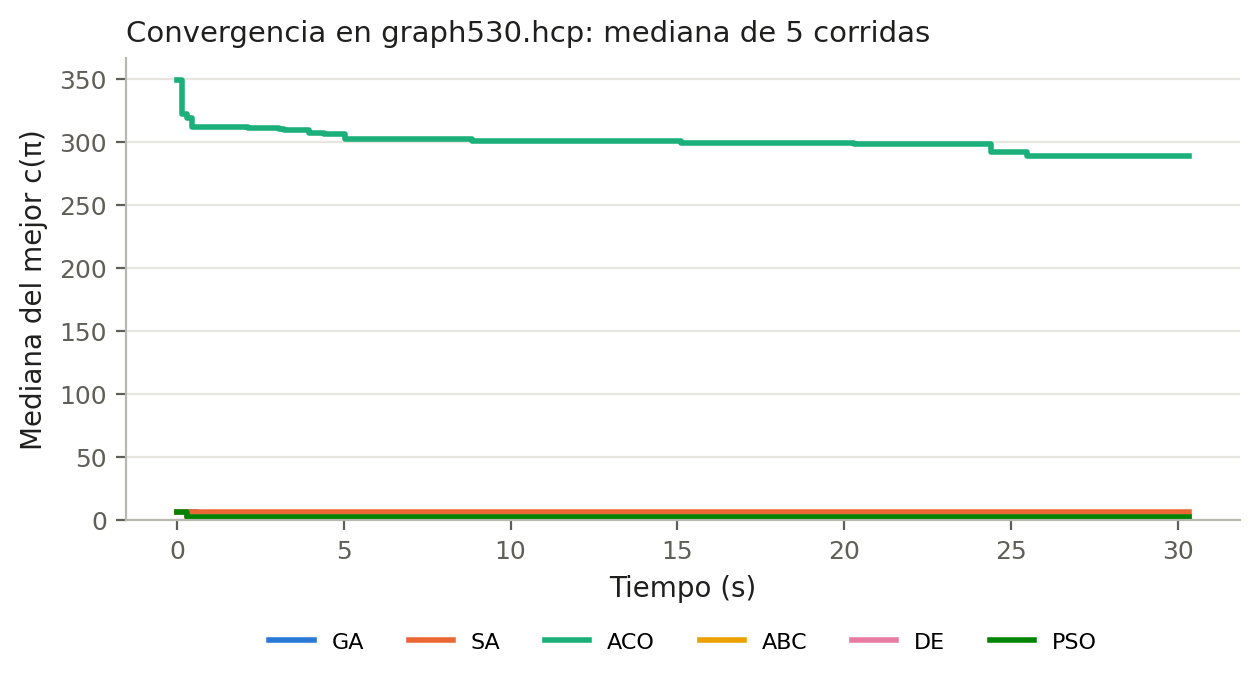 Convergencia en graph530.hcp: mediana de 5 corridas
Mediana del mejor c(π)
350
300
250
200
150
100
50
0
0 5 10 15 20 25 30
Tiempo (s)
GA SA ACO ABC DE PSO